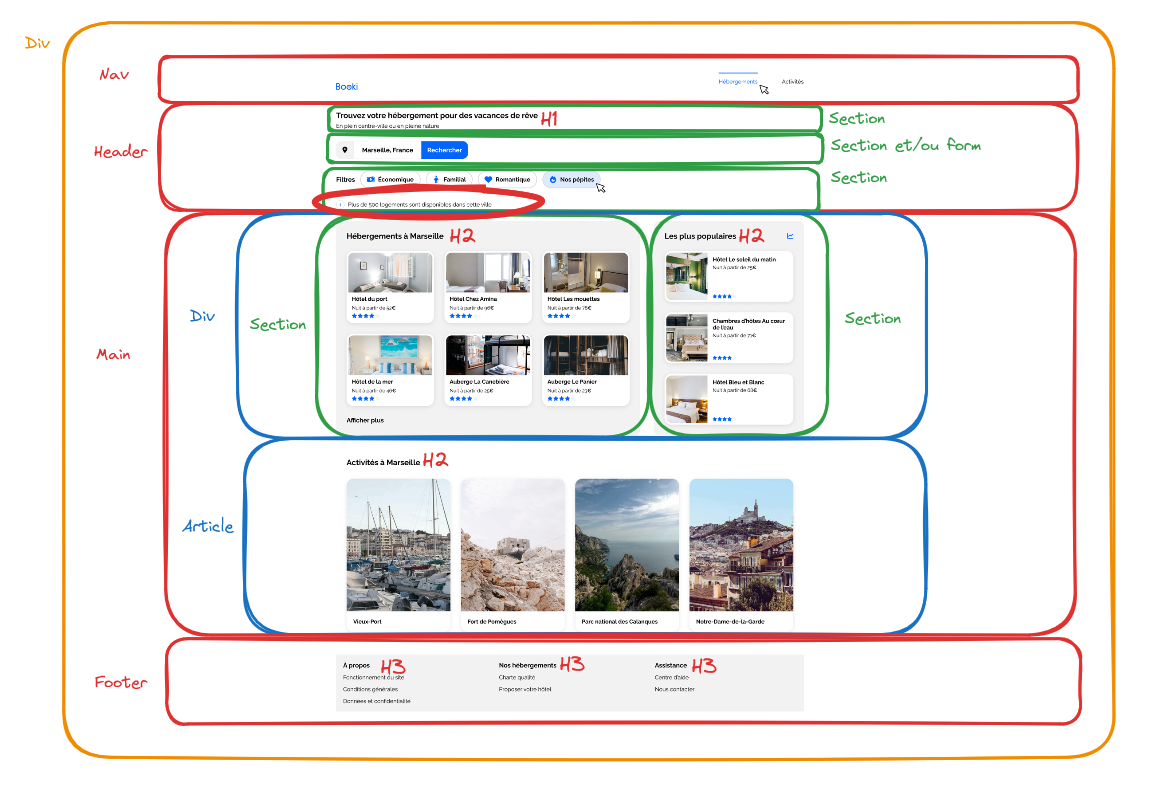 Div
Nav
Booki
Hébergements
Activités
Header
Trouvez votre hébergement pour des vacances de rêve H1
En plein centre-ville ou en pleine nature
Section
Marseille, France Rechercher
Section et/ou form
Filtres Économique Familial Romantique Nos pépites
Section
Plus de 500 logements sont disponibles dans cette ville
Main
Div
Section
Hébergements à Marseille H2
Hôtel du port
Nuit à partir de 52€
Hôtel Chez Amina
Nuit à partir de 96€
Hôtel Les mouettes
Nuit à partir de 76€
Hôtel de la mer
Nuit à partir de 46€
Auberge La Canebière
Nuit à partir de 25€
Auberge Le Panier
Nuit à partir de 23€
Afficher plus
Les plus populaires H2
Hôtel Le soleil du matin
Nuit à partir de
Chambres d'hôtes Au cœur
de l'eau
Nuit à partir de
Hôtel Bleu et Blanc
Nuit à partir de 68€
Section
Article
Activités à Marseille H2
Vieux-Port
Fort de Pomègues
Parc national des Calanques
Notre-Dame-de-la-Garde
Footer
À propos H3
Fonctionnement du site
Conditions générales
Données et confidentialité
Nos hébergements H3
Charte qualité
Proposer votre hôtel
Assistance H3
Centre d'aide
Nous contacter